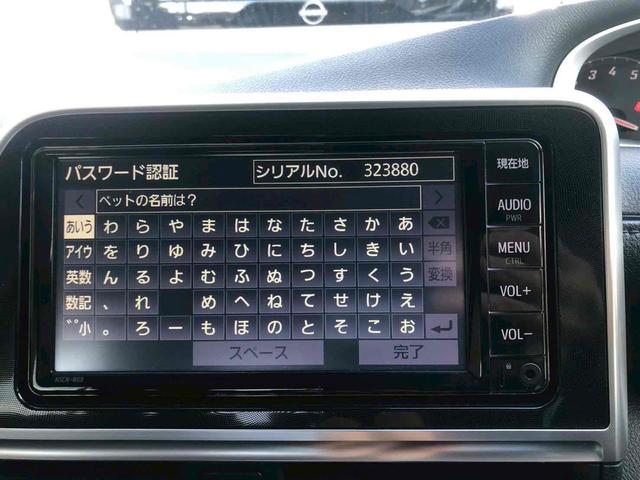 3 4 5
パスワード認証 シリアルNo. 323880
ペットの名前は?
あいう わ ら や ま は な た さ か あ
アイウ を り ゆ み ひ に ち し き い 半角
英数 ん る よ む ふ ぬ つ す く う 変換
数記 、 れ め へ ね て せ け え
゛゜小 。 ろ ー も ほ の と そ こ お
スペース 完了
現在地
AUDIO
PWR
MENU
CTRL
VOL+
VOL-
NSCN-W68